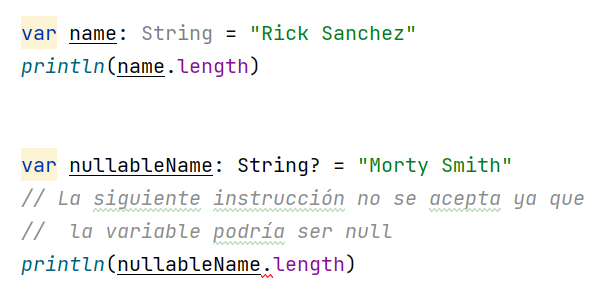 var name: String = "Rick Sanchez"
println(name.length)
var nullableName: String? = "Morty Smith"
// La siguiente instrucción no se acepta ya que
//  la variable podría ser null
println(nullableName.length)